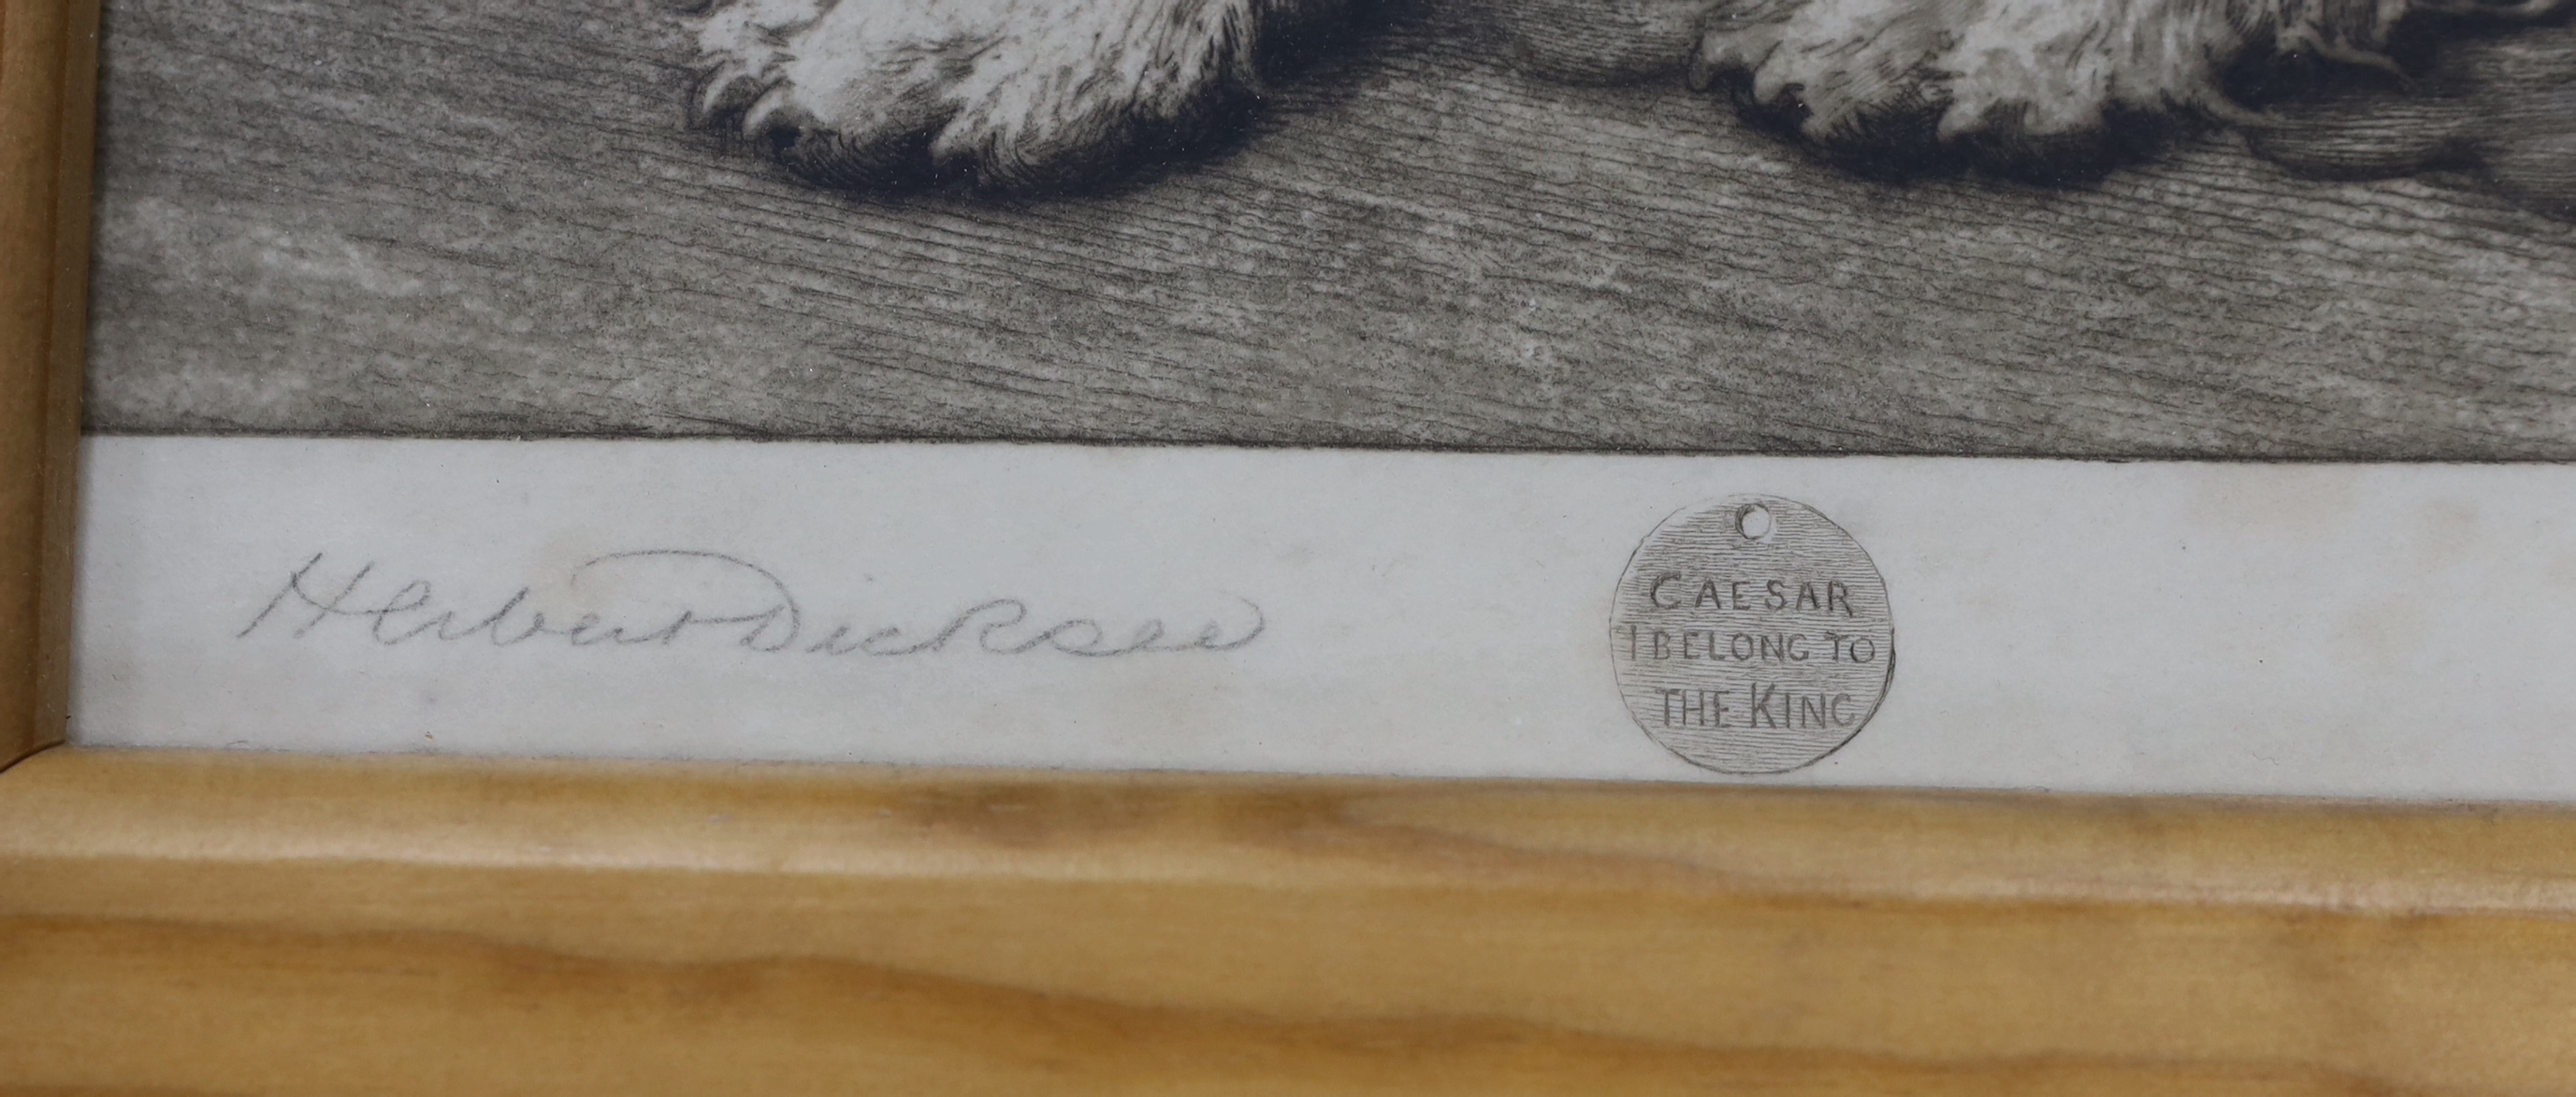 Herbert Dicksee
CAESAR
I BELONG TO
THE KING